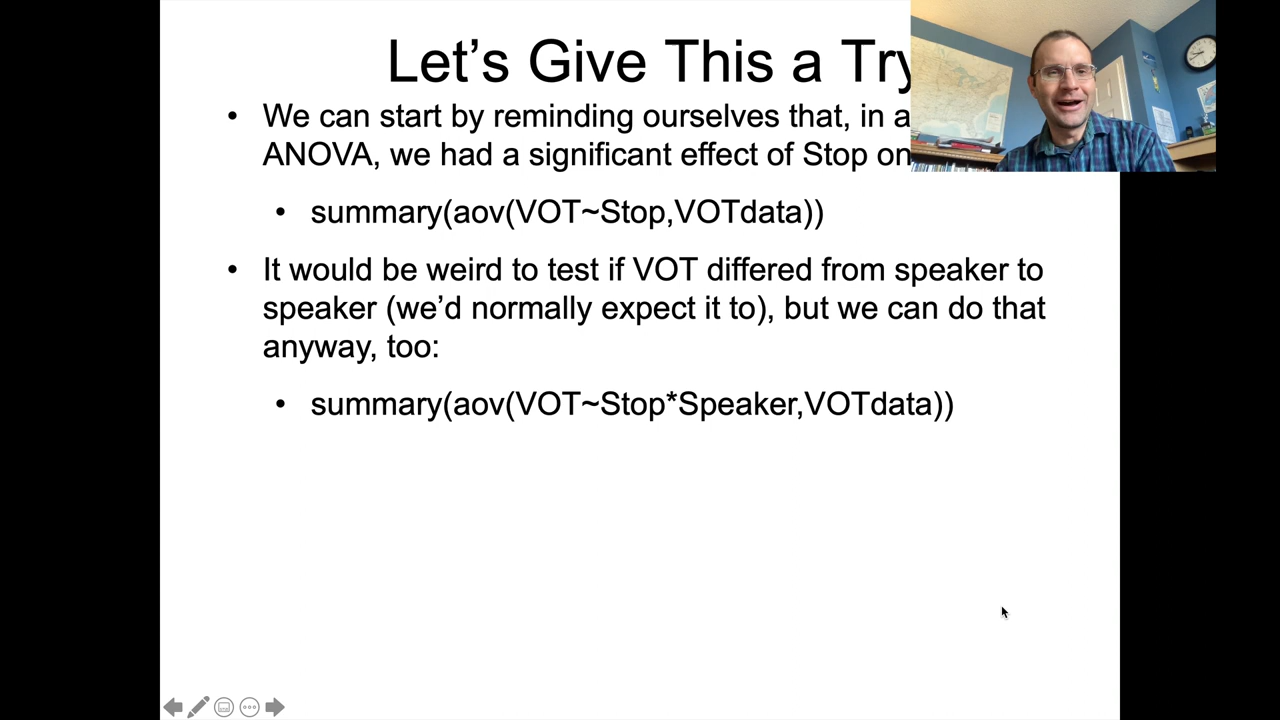 Let's Give This a Try
• We can start by reminding ourselves that, in a
ANOVA, we had a significant effect of Stop on
• summary(aov(VOT~Stop,VOTdata))
• It would be weird to test if VOT differed from speaker to
speaker (we'd normally expect it to), but we can do that
anyway, too:
• summary(aov(VOT~Stop*Speaker,VOTdata))